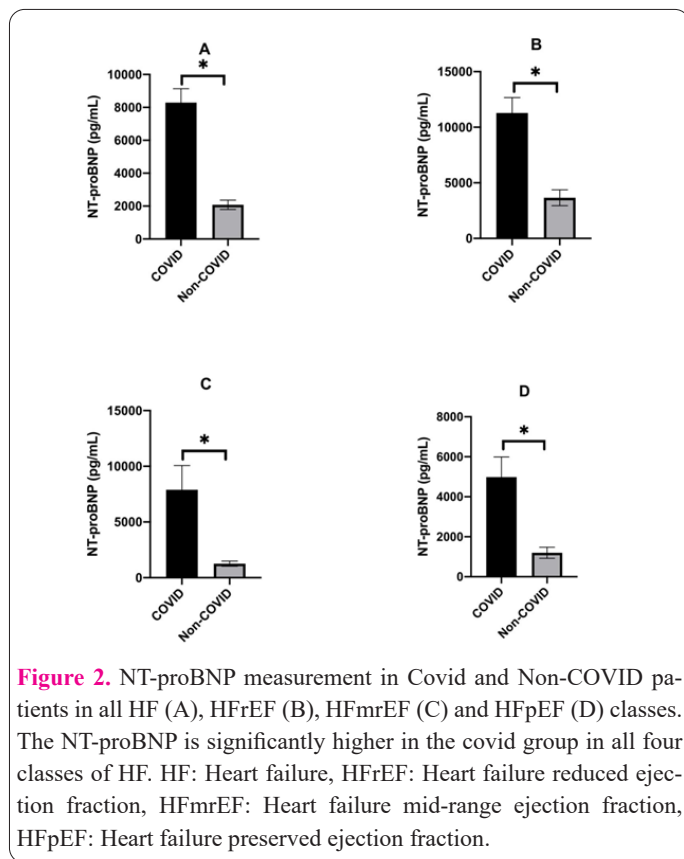 A
*
NT-proBNP (pg/mL)
10000
8000
6000
4000
2000
0
COVID
Non-COVID
B
*
NT-proBNP (pg/mL)
15000
10000
5000
0
COVID
Non-COVID
C
*
NT-proBNP (pg/mL)
15000
10000
5000
0
COVID
Non-COVID
D
*
NT-proBNP (pg/mL)
8000
6000
4000
2000
0
COVID
Non-COVID
Figure 2. NT-proBNP measurement in Covid and Non-COVID pa-
tients in all HF (A), HFrEF (B), HFmrEF (C) and HFpEF (D) classes.
The NT-proBNP is significantly higher in the covid group in all four
classes of HF. HF: Heart failure, HFrEF: Heart failure reduced ejec-
tion fraction, HFmrEF: Heart failure mid-range ejection fraction,
HFpEF: Heart failure preserved ejection fraction.